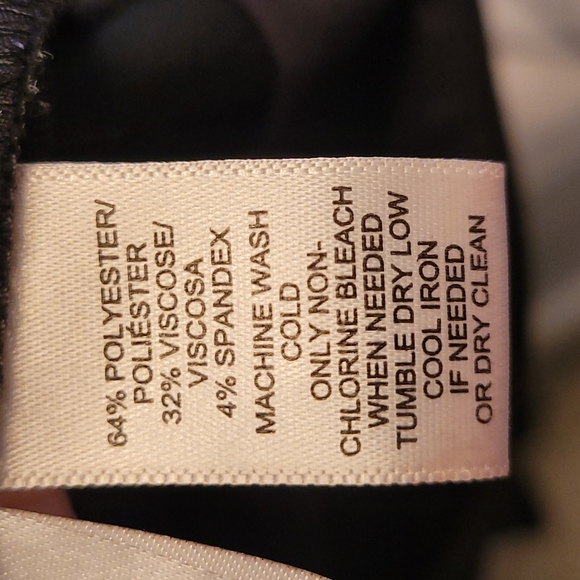 64% POLYESTER/
POLIÉSTER
32% VISCOSE/
VISCOSA
4% SPANDEX
MACHINE WASH
COLD
ONLY NON-
CHLORINE BLEACH
WHEN NEEDED
TUMBLE DRY LOW
COOL IRON
IF NEEDED
OR DRY CLEAN